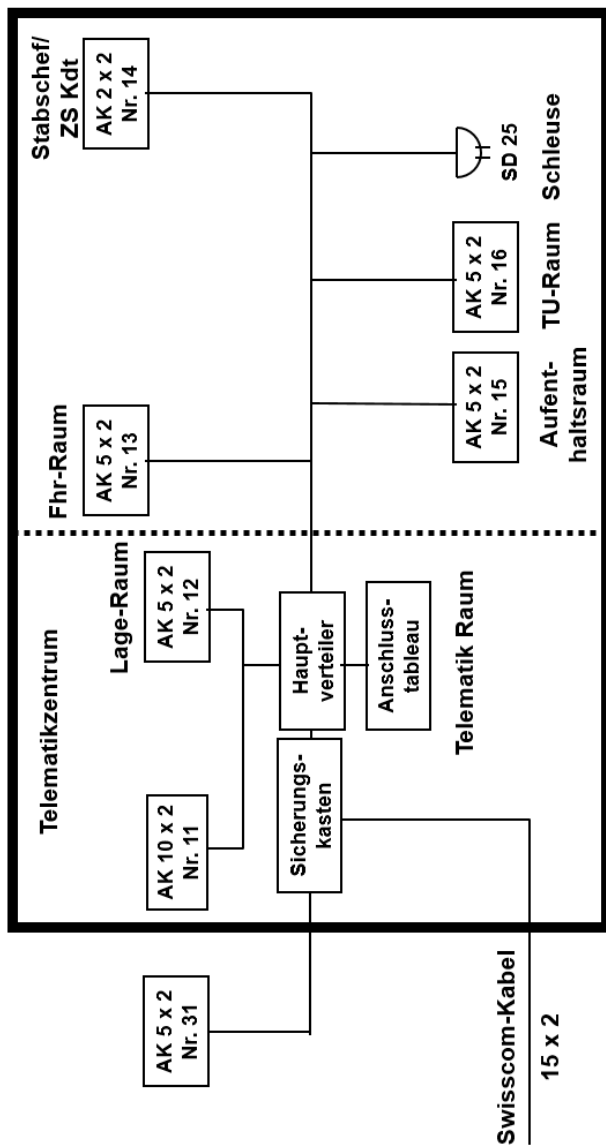 Telematikzentrum
Lage-Raum
Fhr-Raum
Stabschef/
ZS Kdt
AK 5 x 2
Nr. 31
AK 10 x 2
Nr. 11
AK 5 x 2
Nr. 12
AK 5 x 2
Nr. 13
AK 2 x 2
Nr. 14
Sicherungs-
kasten
Haupt-
verteiler
Anschluss-
tableau
Telematik Raum
AK 5 x 2
Nr. 15
Aufent-
haltsraum
AK 5 x 2
Nr. 16
TU-Raum
SD 25
Schleuse
Swisscom-Kabel
15 x 2